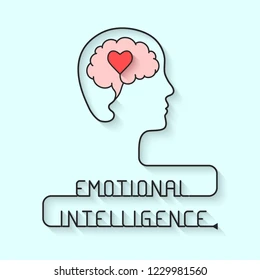 EMOTIONAL
INTELLIGENCE
shutterstock.com · 1229981560